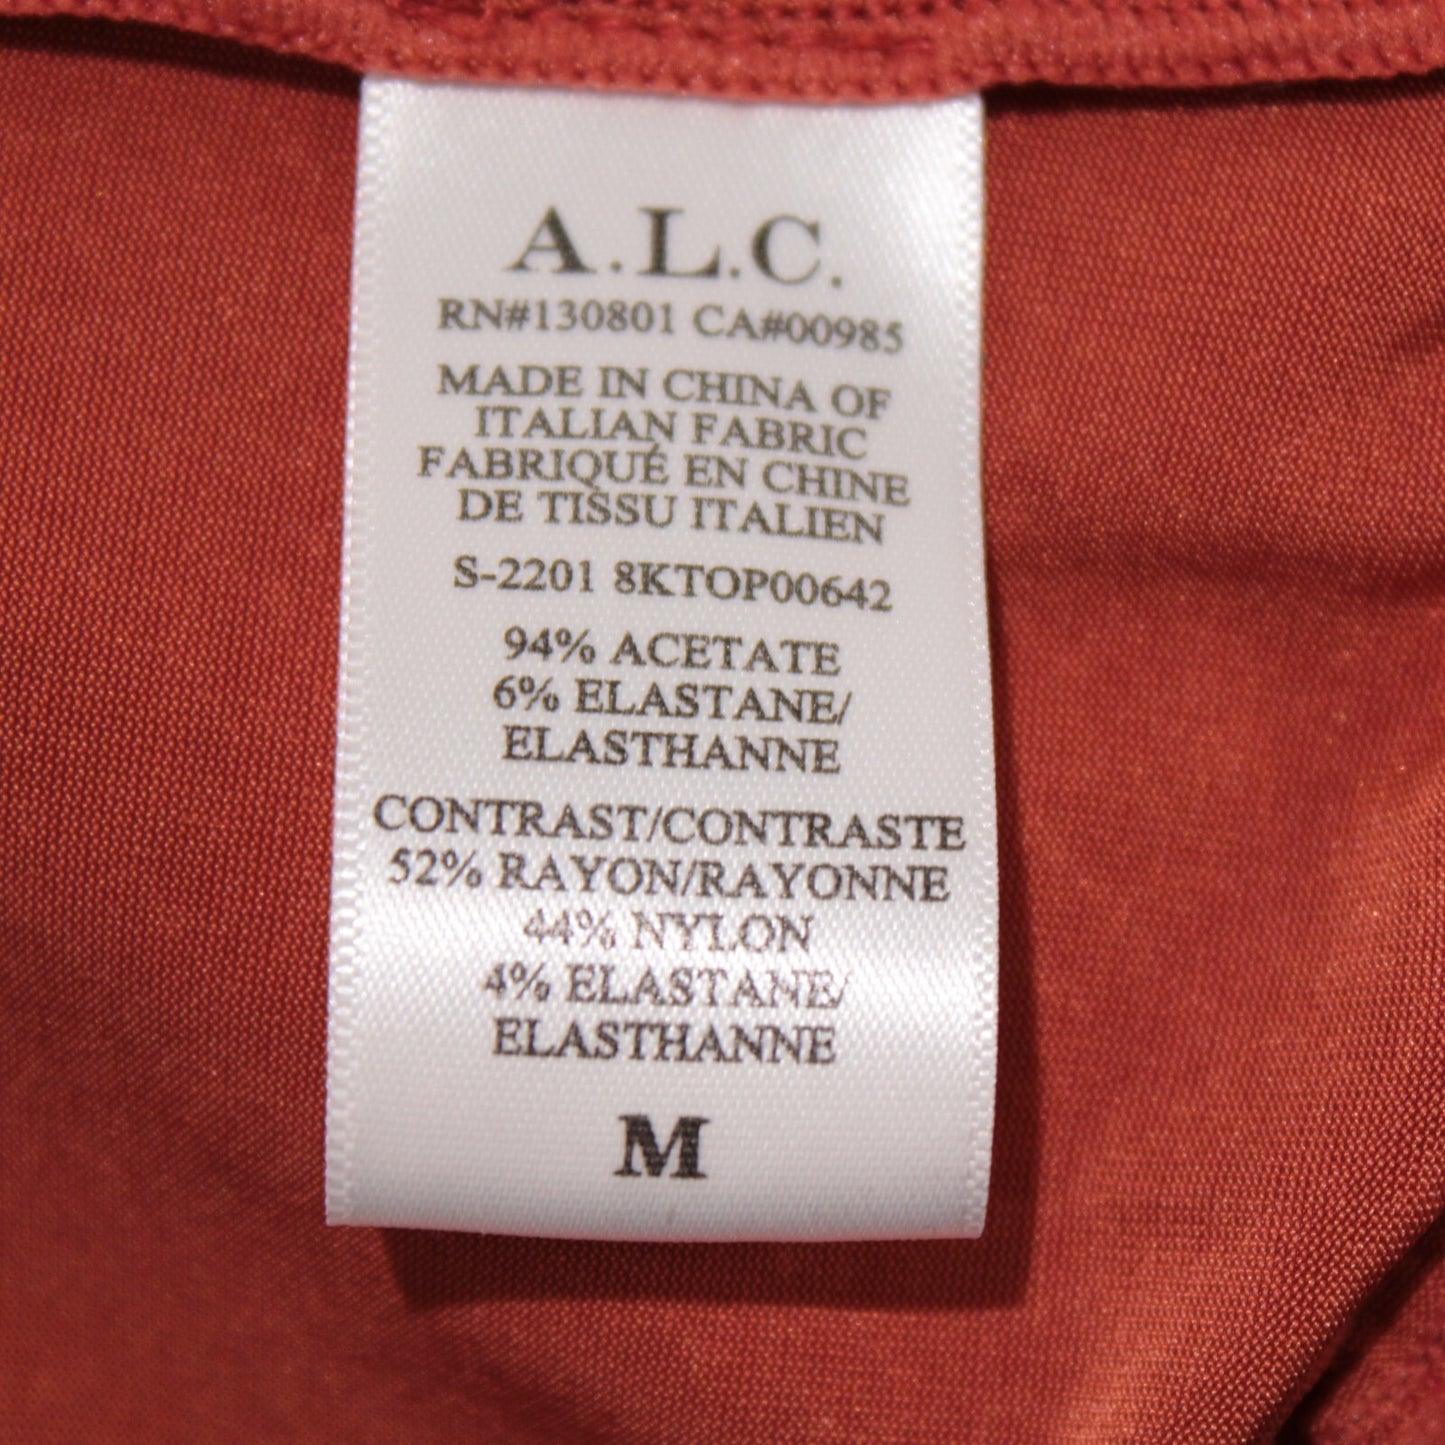 A.L.C.
RN#130801 CA#00985
MADE IN CHINA OF
ITALIAN FABRIC
FABRIQUÉ EN CHINE
DE TISSU ITALIEN
S-2201 8KTOP00642
94% ACETATE
6% ELASTANE/
ELASTHANNE
CONTRAST/CONTRASTE
52% RAYON/RAYONNE
44% NYLON
4% ELASTANE/
ELASTHANNE
M